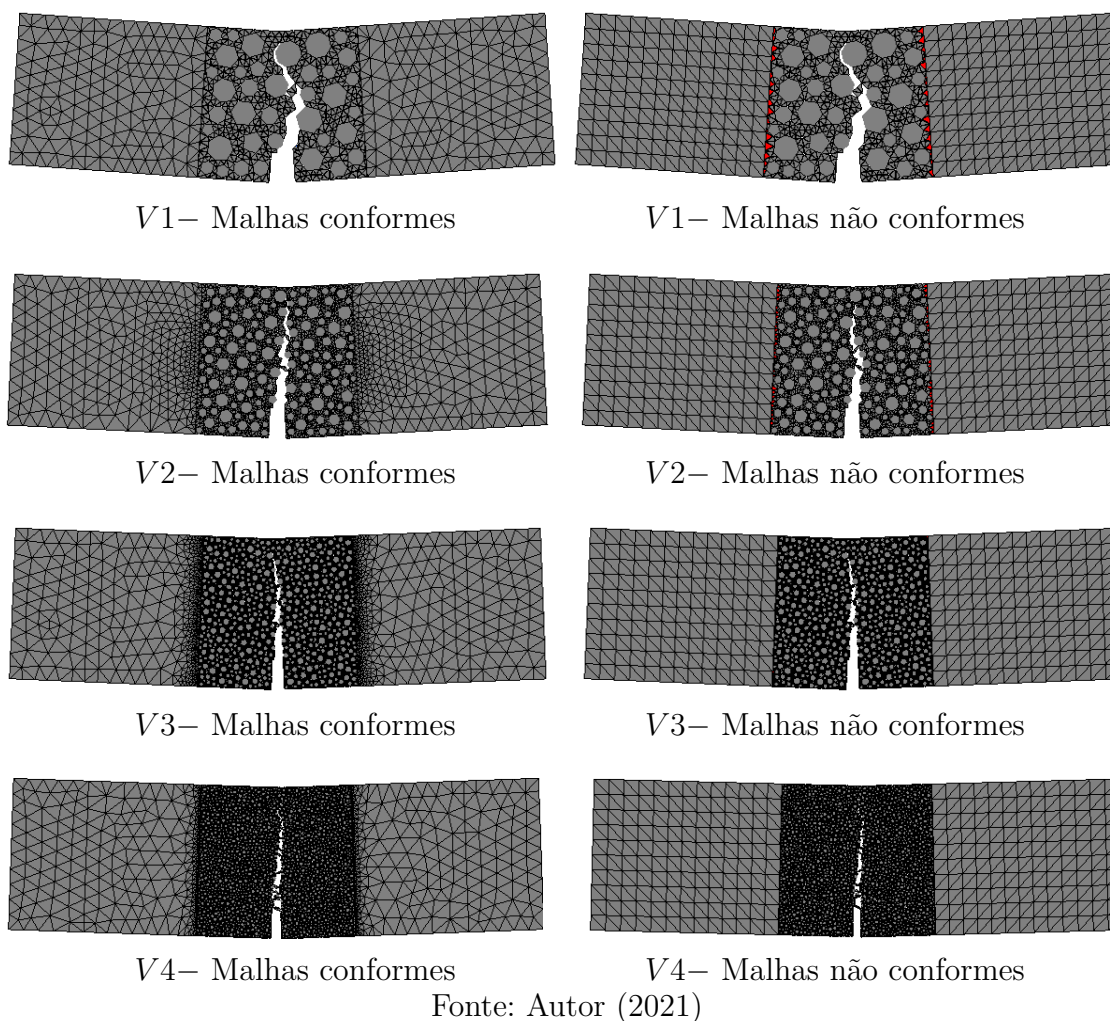 V1− Malhas conformes
V1− Malhas não conformes
V2− Malhas conformes
V2− Malhas não conformes
V3− Malhas conformes
V3− Malhas não conformes
V4− Malhas conformes
V4− Malhas não conformes
Fonte: Autor (2021)